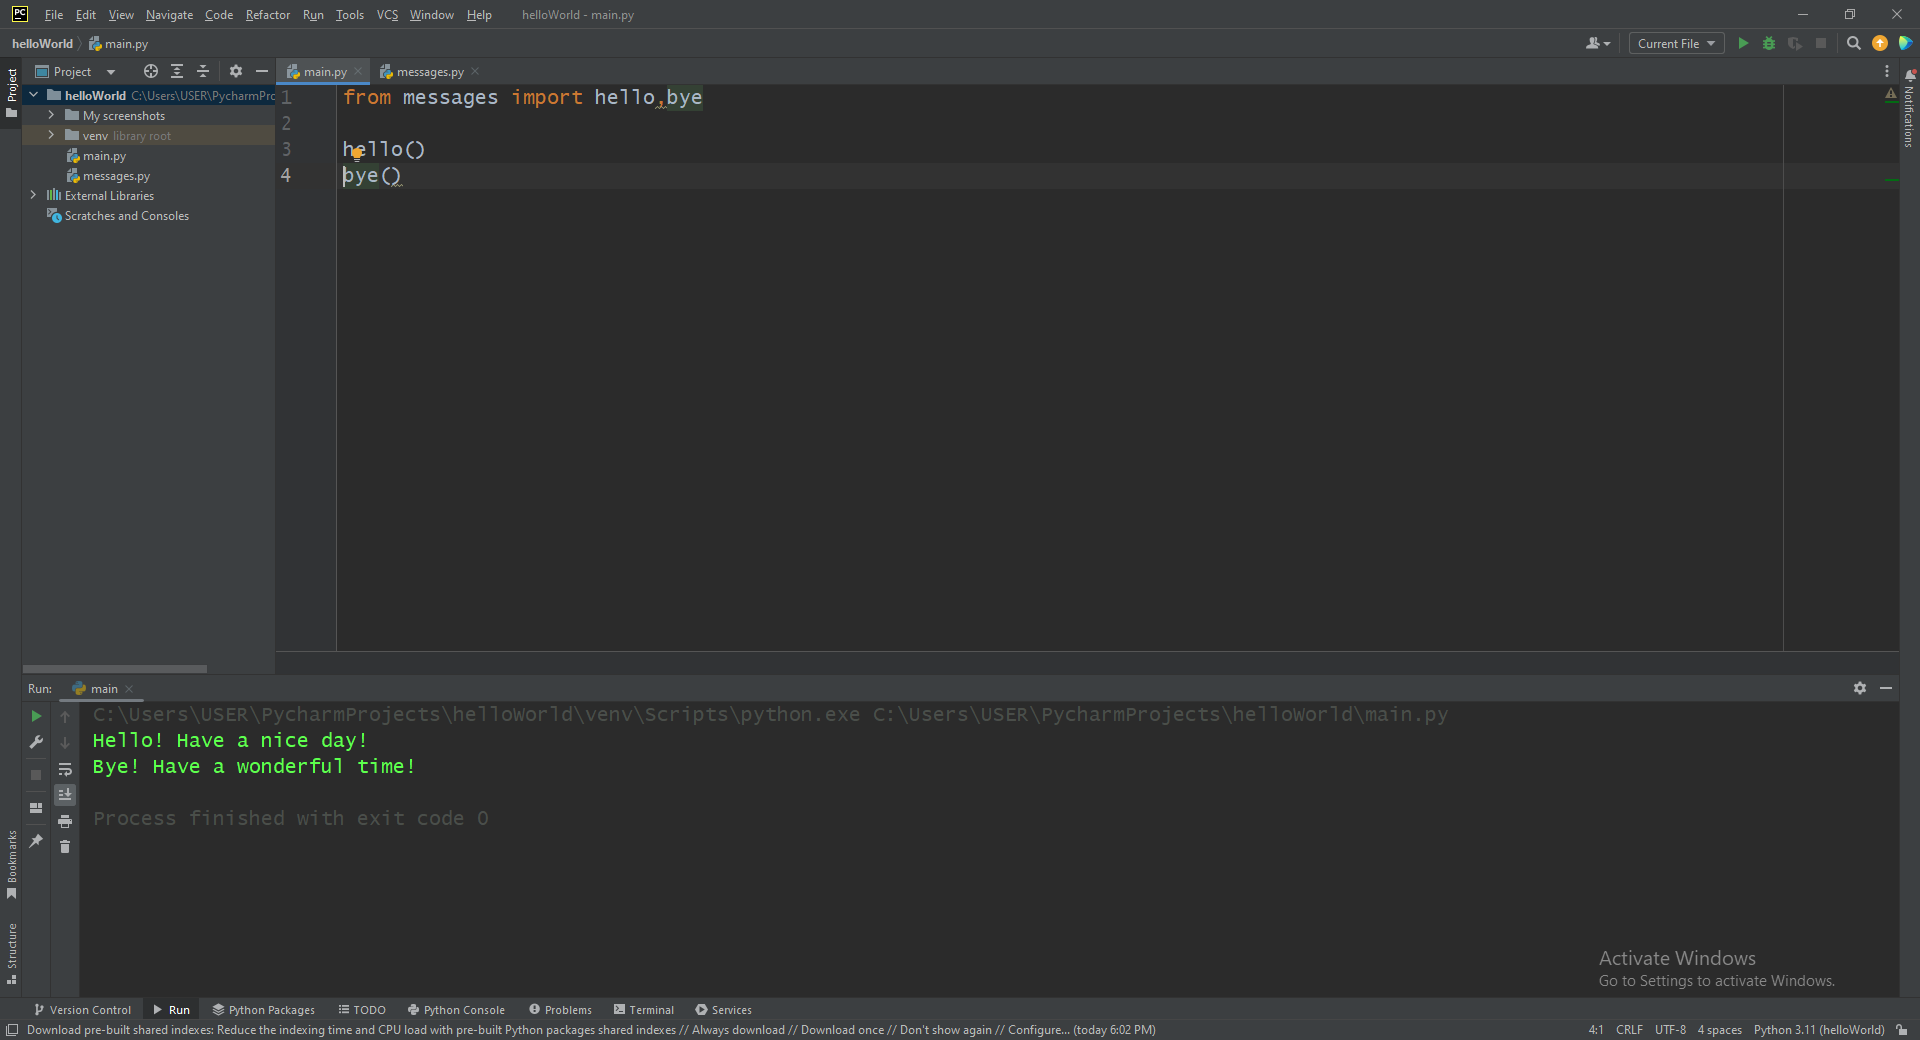 PC File Edit View Navigate Code Refactor Run Tools VCS Window Help helloWorld - main.py
helloWorld main.py Current File
Project
Project main.py messages.py
helloWorld C:\Users\USER\PycharmPro
My screenshots
venv library root
main.py
messages.py
External Libraries
Scratches and Consoles
1 from messages import hello,bye
2
3 hello()
4 bye()
Notifications
Run: main
C:\Users\USER\PycharmProjects\helloWorld\venv\Scripts\python.exe C:\Users\USER\PycharmProjects\helloWorld\main.py
Hello! Have a nice day!
Bye! Have a wonderful time!
Process finished with exit code 0
Bookmarks
Structure
Activate Windows
Go to Settings to activate Windows.
Version Control Run Python Packages TODO Python Console Problems Terminal Services
Download pre-built shared indexes: Reduce the indexing time and CPU load with pre-built Python packages shared indexes // Always download // Download once // Don't show again // Configure... (today 6:02 PM) 4:1 CRLF UTF-8 4 spaces Python 3.11 (helloWorld)